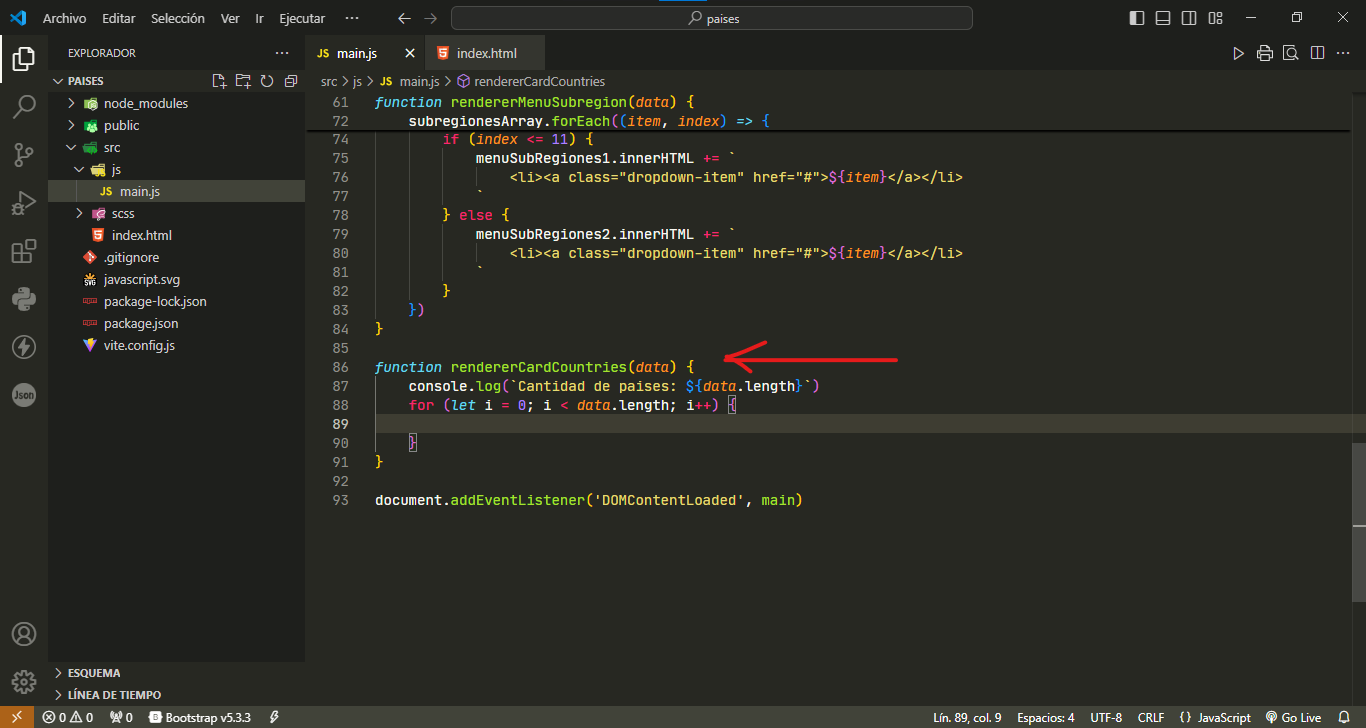 Archivo Editar Selección Ver Ir Ejecutar ··· paises
EXPLORADOR ···
PAISES
node_modules
public
src
js
JS main.js
scss
index.html
.gitignore
javascript.svg
package-lock.json
package.json
vite.config.js
ESQUEMA
LÍNEA DE TIEMPO
JS main.js index.html
src > js > JS main.js > rendererCardCountries
61 function rendererMenuSubregion(data) {
72 subregionesArray.forEach((item, index) => {
74 if (index <= 11) {
75 menuSubRegiones1.innerHTML += `
76 <li><a class="dropdown-item" href="#">${item}</a></li>
77 `
78 } else {
79 menuSubRegiones2.innerHTML += `
80 <li><a class="dropdown-item" href="#">${item}</a></li>
81 `
82 }
83 })
84 }
85
86 function rendererCardCountries(data) {
87 console.log(`Cantidad de paises: ${data.length}`)
88 for (let i = 0; i < data.length; i++) {
89
90 }
91 }
92
93 document.addEventListener('DOMContentLoaded', main)
Json
0 0 0 Bootstrap v5.3.3 Lín. 89, col. 9 Espacios: 4 UTF-8 CRLF {} JavaScript Go Live